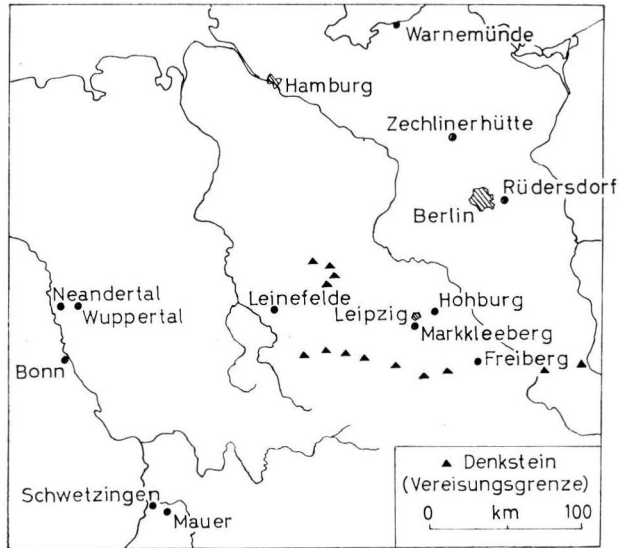 Warnemünde
Hamburg
Zechlinerhütte
Rüdersdorf
Berlin
Neandertal
Wuppertal
Leinefelde
Hohburg
Leipzig
Markkleeberg
Freiberg
Bonn
Schwetzingen
Mauer
Denkstein
(Vereisungsgrenze)
0 km 100